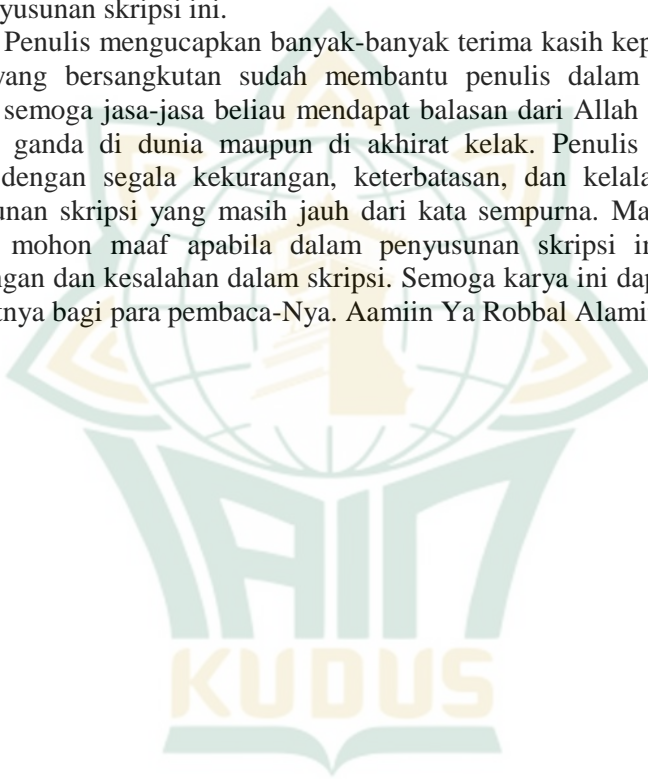 yusunan skripsi ini.
Penulis mengucapkan banyak-banyak terima kasih kep
yang bersangkutan sudah membantu penulis dalam
semoga jasa-jasa beliau mendapat balasan dari Allah
ganda di dunia maupun di akhirat kelak. Penulis
dengan segala kekurangan, keterbatasan, dan kelala
unan skripsi yang masih jauh dari kata sempurna. Ma
mohon maaf apabila dalam penyusunan skripsi in
ngan dan kesalahan dalam skripsi. Semoga karya ini dap
tnya bagi para pembaca-Nya. Aamiin Ya Robbal Alami
IAIN
KUDUS